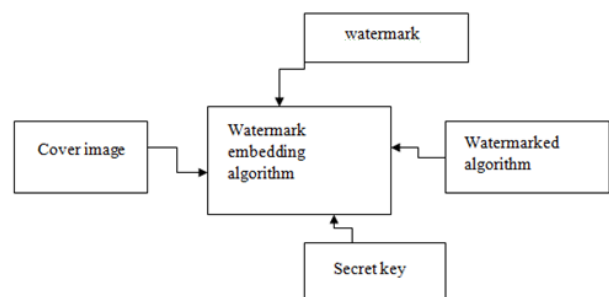 watermark
Cover image
Watermark
embedding
algorithm
Watermarked
algorithm
Secret key